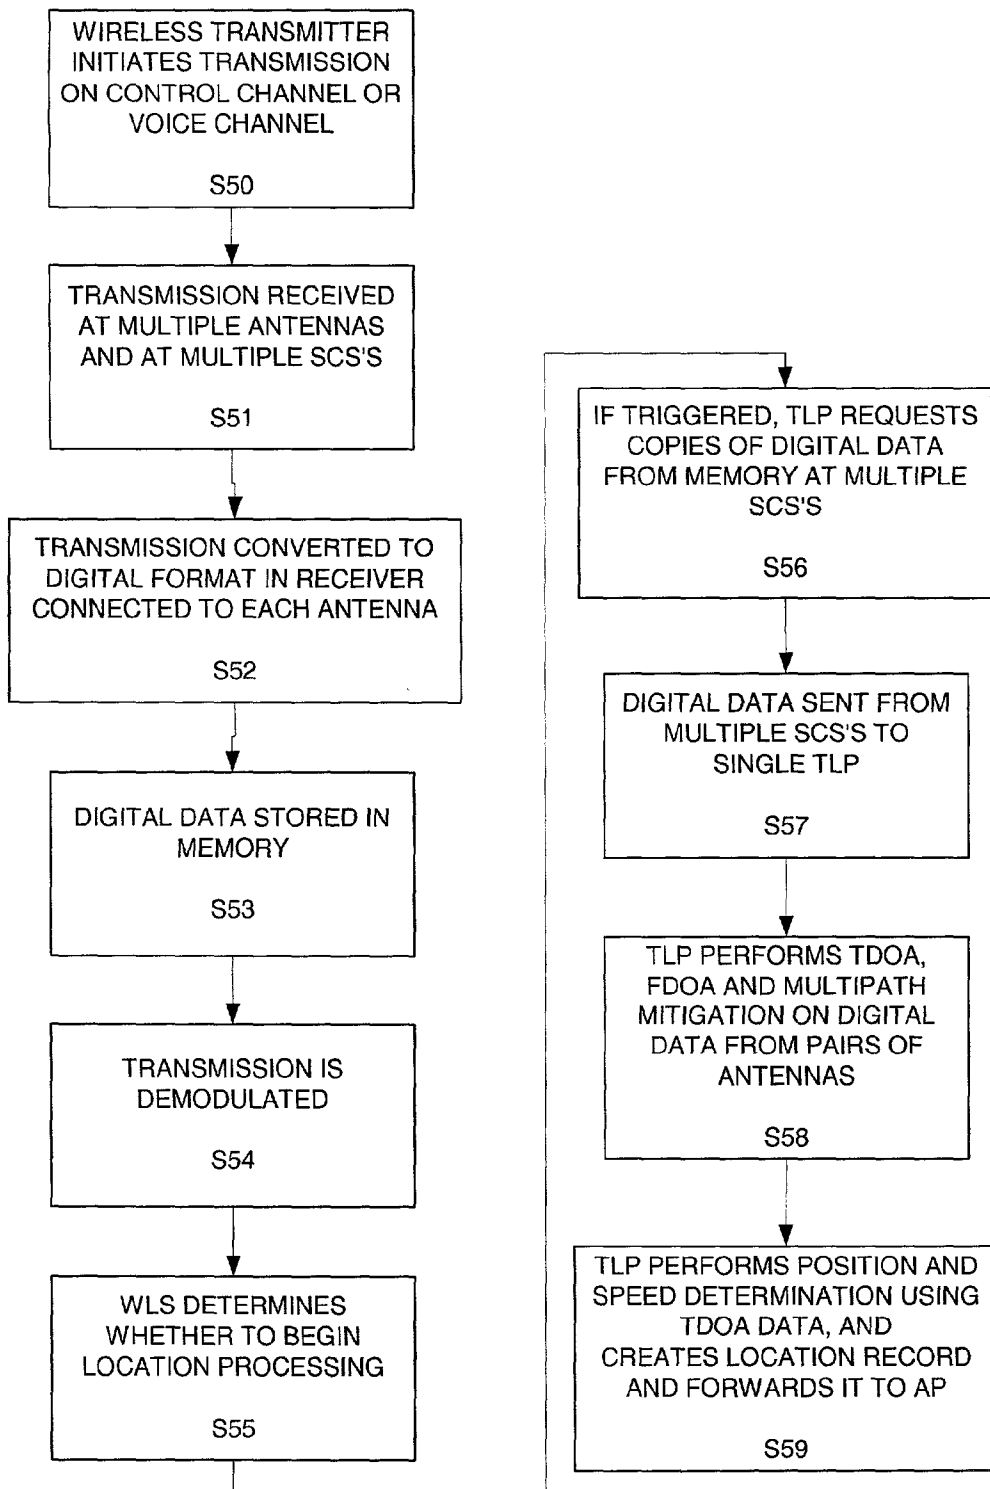 WIRELESS TRANSMITTER
INITIATES TRANSMISSION
ON CONTROL CHANNEL OR
VOICE CHANNEL
S50
TRANSMISSION RECEIVED
AT MULTIPLE ANTENNAS
AND AT MULTIPLE SCS'S
S51
TRANSMISSION CONVERTED TO
DIGITAL FORMAT IN RECEIVER
CONNECTED TO EACH ANTENNA
S52
DIGITAL DATA STORED IN
MEMORY
S53
TRANSMISSION IS
DEMODULATED
S54
WLS DETERMINES
WHETHER TO BEGIN
LOCATION PROCESSING
S55
IF TRIGGERED, TLP REQUESTS
COPIES OF DIGITAL DATA
FROM MEMORY AT MULTIPLE
SCS'S
S56
DIGITAL DATA SENT FROM
MULTIPLE SCS'S TO
SINGLE TLP
S57
TLP PERFORMS TDOA,
FDOA AND MULTIPATH
MITIGATION ON DIGITAL
DATA FROM PAIRS OF
ANTENNAS
S58
TLP PERFORMS POSITION AND
SPEED DETERMINATION USING
TDOA DATA, AND
CREATES LOCATION RECORD
AND FORWARDS IT TO AP
S59